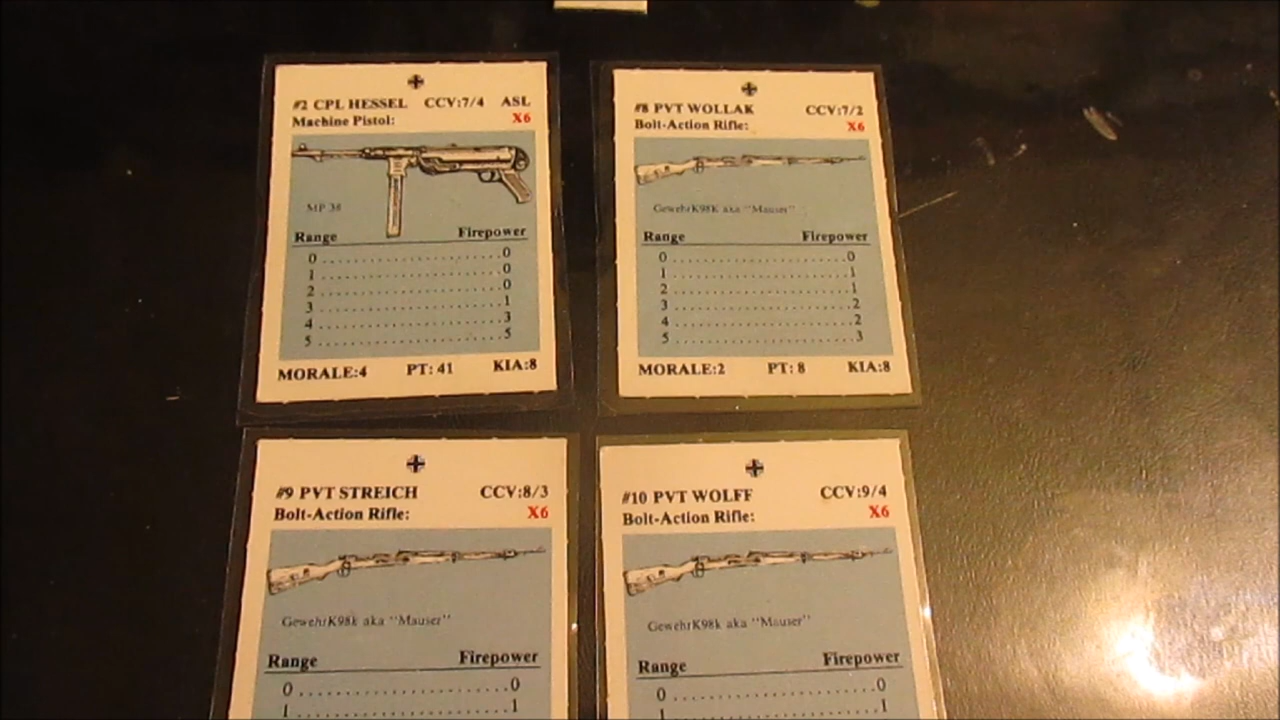 #2 CPL HESSEL CCV:7/4 ASL
Machine Pistol: X6
MP 38
Range Firepower
0 . . . . . . . . . . . . . . . . . . . . . . . 0
1 . . . . . . . . . . . . . . . . . . . . . . . 0
2 . . . . . . . . . . . . . . . . . . . . . . . 0
3 . . . . . . . . . . . . . . . . . . . . . . . 1
4 . . . . . . . . . . . . . . . . . . . . . . . 3
5 . . . . . . . . . . . . . . . . . . . . . . . 5
MORALE:4 PT: 41 KIA:8
#8 PVT WOLLAK CCV:7/2
Bolt-Action Rifle: X6
GewehrK98K aka "Mauser"
Range Firepower
0 . . . . . . . . . . . . . . . . . . . . . . . 0
1 . . . . . . . . . . . . . . . . . . . . . . . 1
2 . . . . . . . . . . . . . . . . . . . . . . . 1
3 . . . . . . . . . . . . . . . . . . . . . . . 2
4 . . . . . . . . . . . . . . . . . . . . . . . 2
5 . . . . . . . . . . . . . . . . . . . . . . . 3
MORALE:2 PT: 8 KIA:8
#9 PVT STREICH CCV:8/3
Bolt-Action Rifle: X6
GewehrK98k aka "Mauser"
Range Firepower
0 . . . . . . . . . . . . . . . . . . . . . . . 0
1 . . . . . . . . . . . . . . . . . . . . . . . 1
#10 PVT WOLFF CCV:9/4
Bolt-Action Rifle: X6
GewehrK98k aka "Mauser"
Range Firepower
0 . . . . . . . . . . . . . . . . . . . . . . . 0
1 . . . . . . . . . . . . . . . . . . . . . . . 1